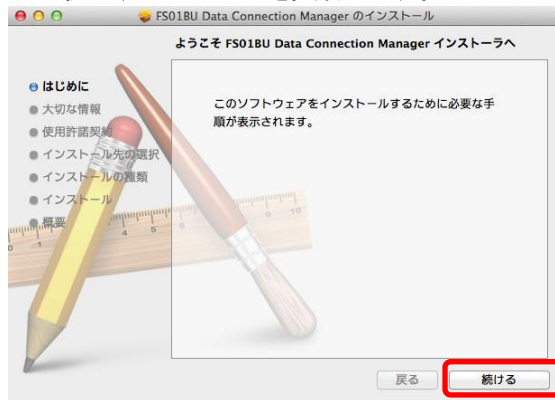 FS01BU Data Connection Manager のインストール
ようこそ FS01BU Data Connection Manager インストーラへ
はじめに
大切な情報
使用許諾契約
インストール先の選択
インストールの種類
インストール
概要
このソフトウェアをインストールするために必要な手
順が表示されます。
戻る
続ける